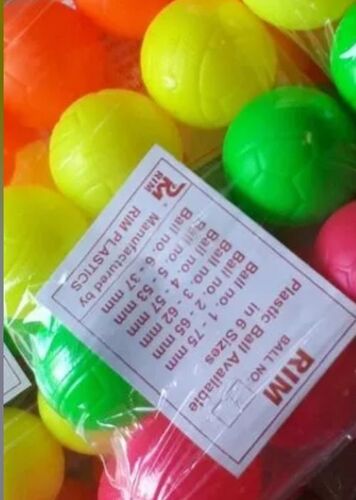 RIM
BALL NO.
Plastic Ball Available
in 6 Sizes
Ball no. 1 - 75 mm
Ball no. 2 - 65 mm
Ball no. 3 - 62 mm
Ball no. 4 - 57 mm
Ball no. 5 - 53 mm
Ball no. 6 - 37 mm
Manufactured by
RIM PLASTICS
RIM